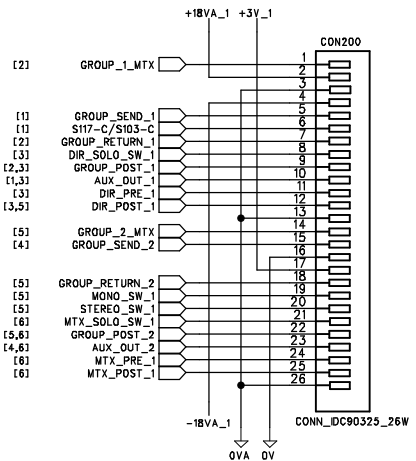 +18VA_1 +3V_1
CON200
[2] GROUP_1_MTX 1
2
3
4
[1] GROUP_SEND_1 5
[1] S117-C/S103-C 6
[2] GROUP_RETURN_1 7
[3] DIR_SOLO_SW_1 8
[2,3] GROUP_POST_1 9
[1,3] AUX_OUT_1 10
[3] DIR_PRE_1 11
[3,5] DIR_POST_1 12
13
[5] GROUP_2_MTX 14
[4] GROUP_SEND_2 15
16
17
[5] GROUP_RETURN_2 18
[5] MONO_SW_1 19
[5] STEREO_SW_1 20
[6] MTX_SOLO_SW_1 21
[5,6] GROUP_POST_2 22
[4,6] AUX_OUT_2 23
[6] MTX_PRE_1 24
[6] MTX_POST_1 25
26
-18VA_1 CONN_IDC90325_26W
0VA 0V